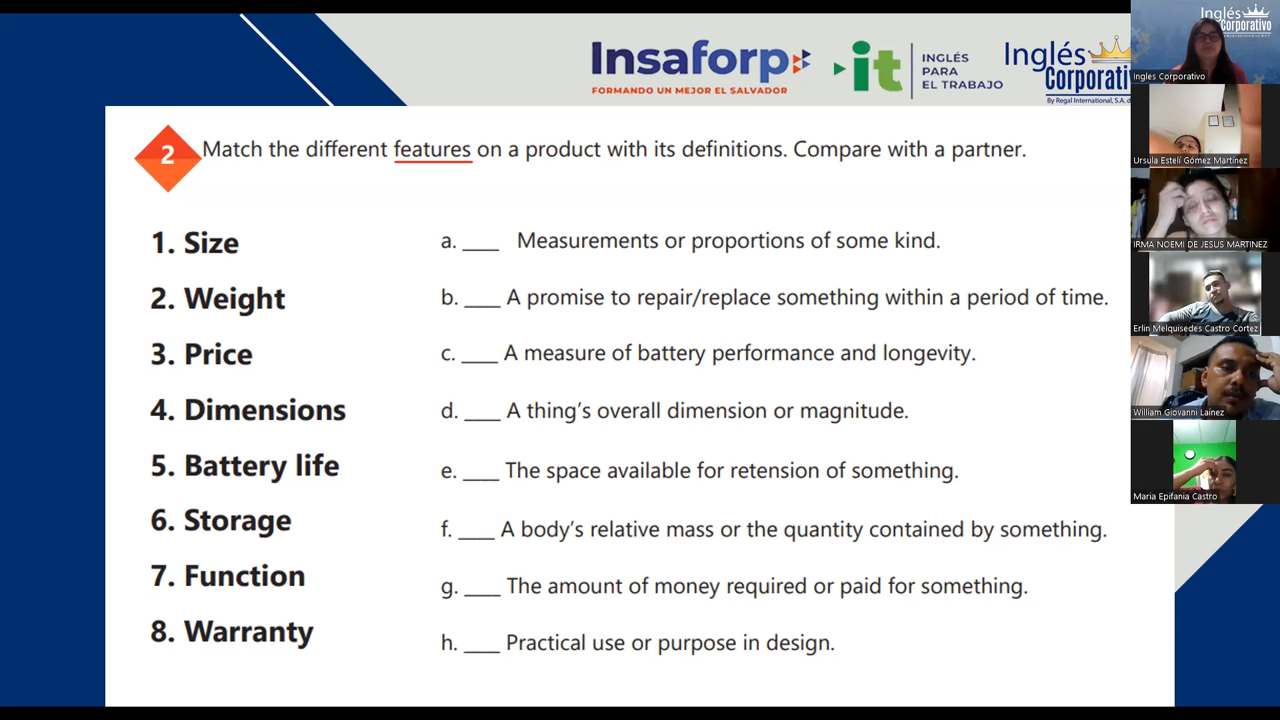 Insaforp
FORMANDO UN MEJOR EL SALVADOR
it
INGLÉS
PARA
EL TRABAJO
Inglés
Corporativ
By Regal International, S.A. d
Inglés
Corporativo
Ingles Corporativo
Ursula Estelí Gómez Martínez
IRMA NOEMI DE JESUS MARTINEZ
Erlin Melquisedes Castro Cortez
William Giovanni Lainez
Maria Epifania Castro
2
Match the different features on a product with its definitions. Compare with a partner.
1. Size
a. ____ Measurements or proportions of some kind.
2. Weight
b. ____ A promise to repair/replace something within a period of time.
3. Price
c. ____ A measure of battery performance and longevity.
4. Dimensions
d. ____ A thing’s overall dimension or magnitude.
5. Battery life
e. ____ The space available for retension of something.
6. Storage
f. ____ A body’s relative mass or the quantity contained by something.
7. Function
g. ____ The amount of money required or paid for something.
8. Warranty
h. ____ Practical use or purpose in design.